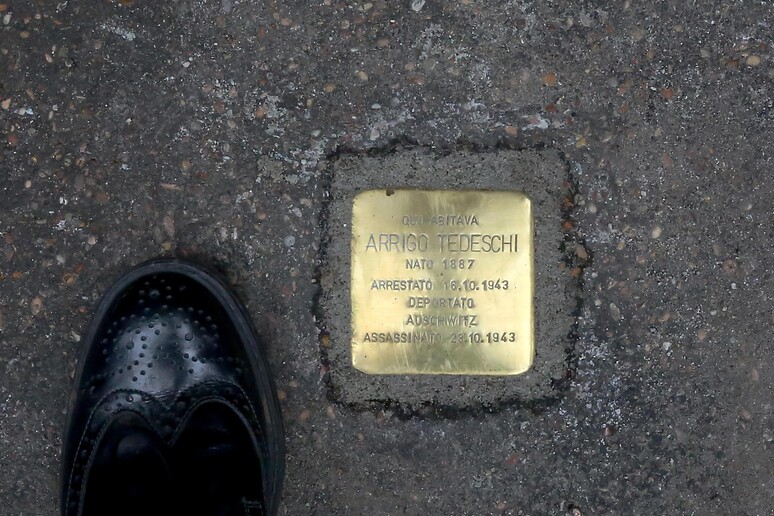 QUI ABITAVA
ARRIGO TEDESCHI
NATO 1887
ARRESTATO 16.10.1943
DEPORTATO
AUSCHWITZ
ASSASSINATO 23.10.1943